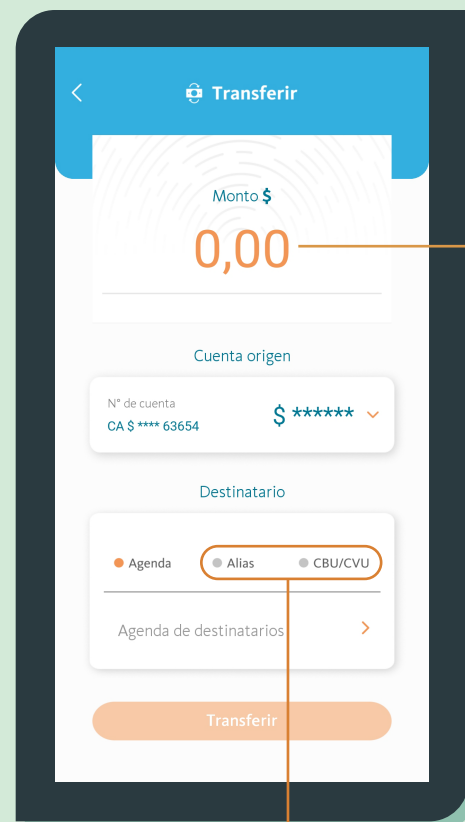 Transferir
Monto $
0,00
Cuenta origen
N° de cuenta
CA $ **** 63654
$ ******
Destinatario
Agenda Alias CBU/CVU
Agenda de destinatarios
Transferir